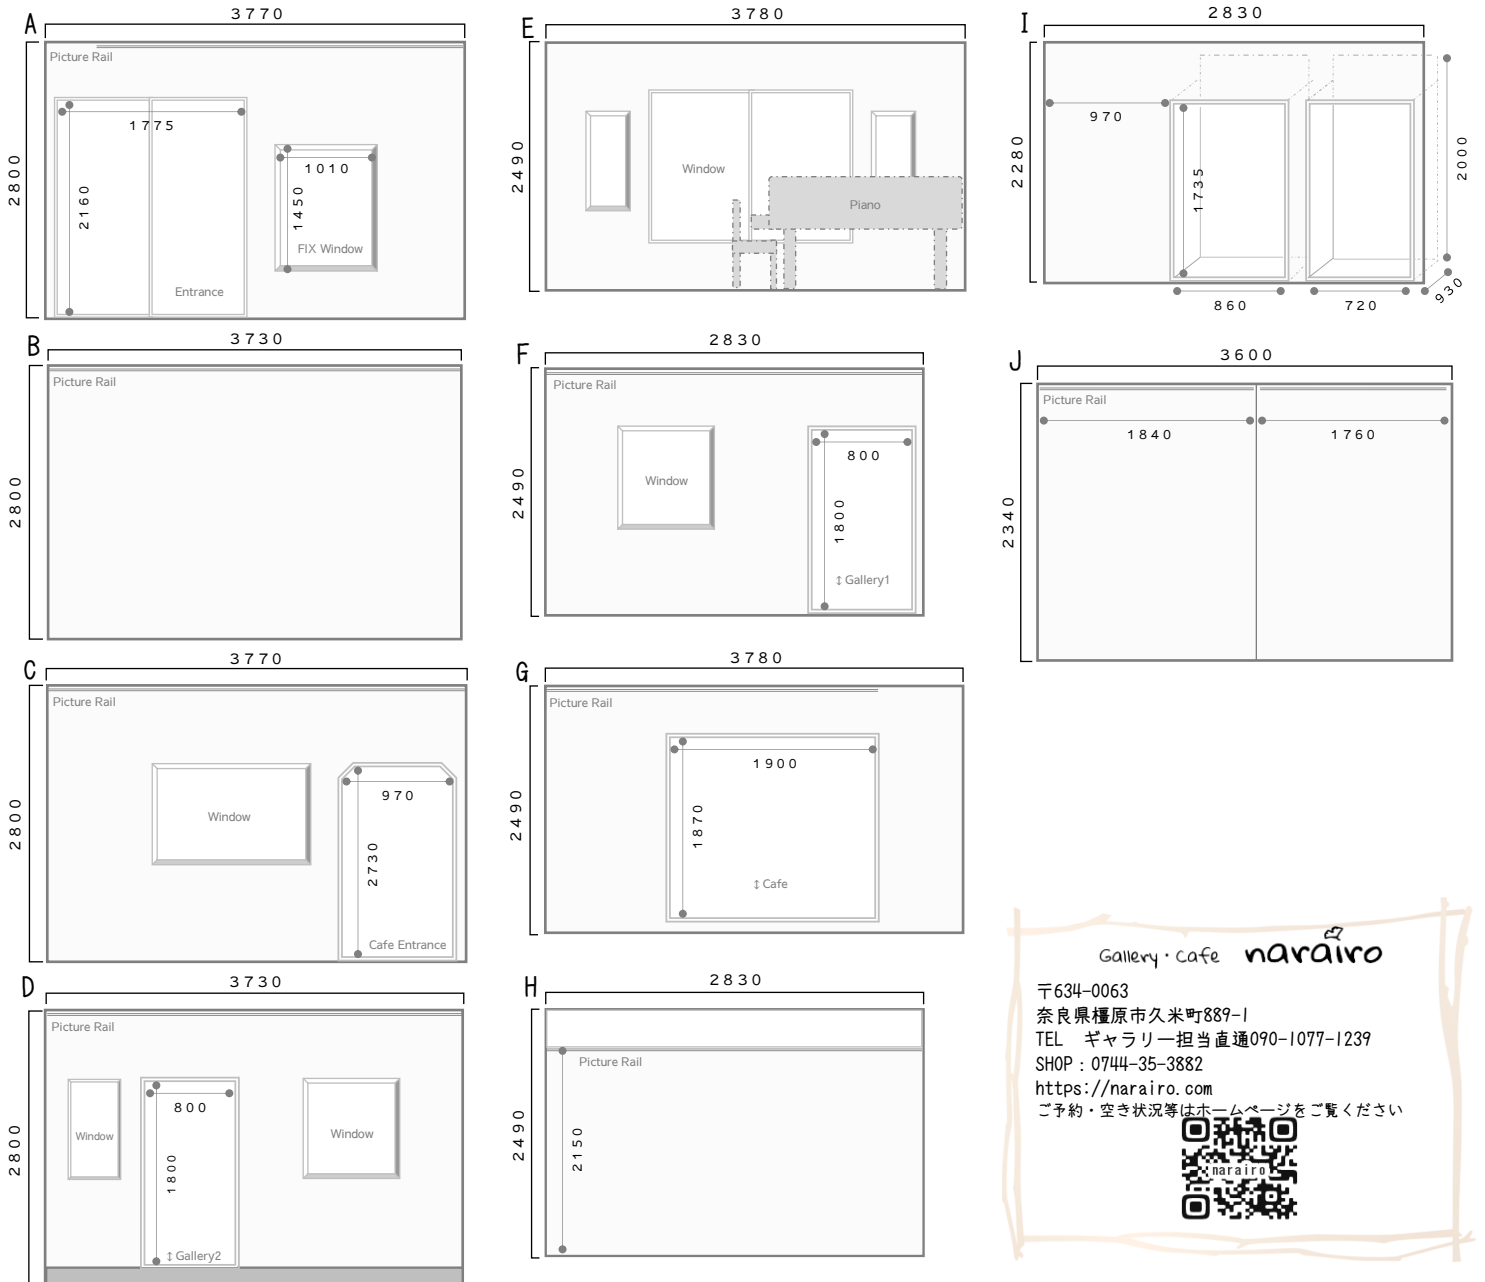 A
3770
Picture Rail
2800
1775
2160
1010
1450
FIX Window
Entrance
B
3730
Picture Rail
2800
C
3770
Picture Rail
2800
Window
970
2730
Cafe Entrance
D
3730
Picture Rail
2800
Window
800
1800
Window
↕ Gallery2
E
3780
2490
Window
Piano
F
2830
Picture Rail
2490
Window
800
1800
↕ Gallery1
G
3780
Picture Rail
2490
1900
1870
↕ Cafe
H
2830
Picture Rail
2490
2150
I
2830
2280
970
1735
2000
860
720
930
J
3600
Picture Rail
2340
1840
1760
Gallery・Cafe narairo
〒634-0063
奈良県橿原市久米町889-1
TEL ギャラリー担当直通090-1077-1239
SHOP：0744-35-3882
https://narairo.com
ご予約・空き状況等はホームページをご覧ください
narairo